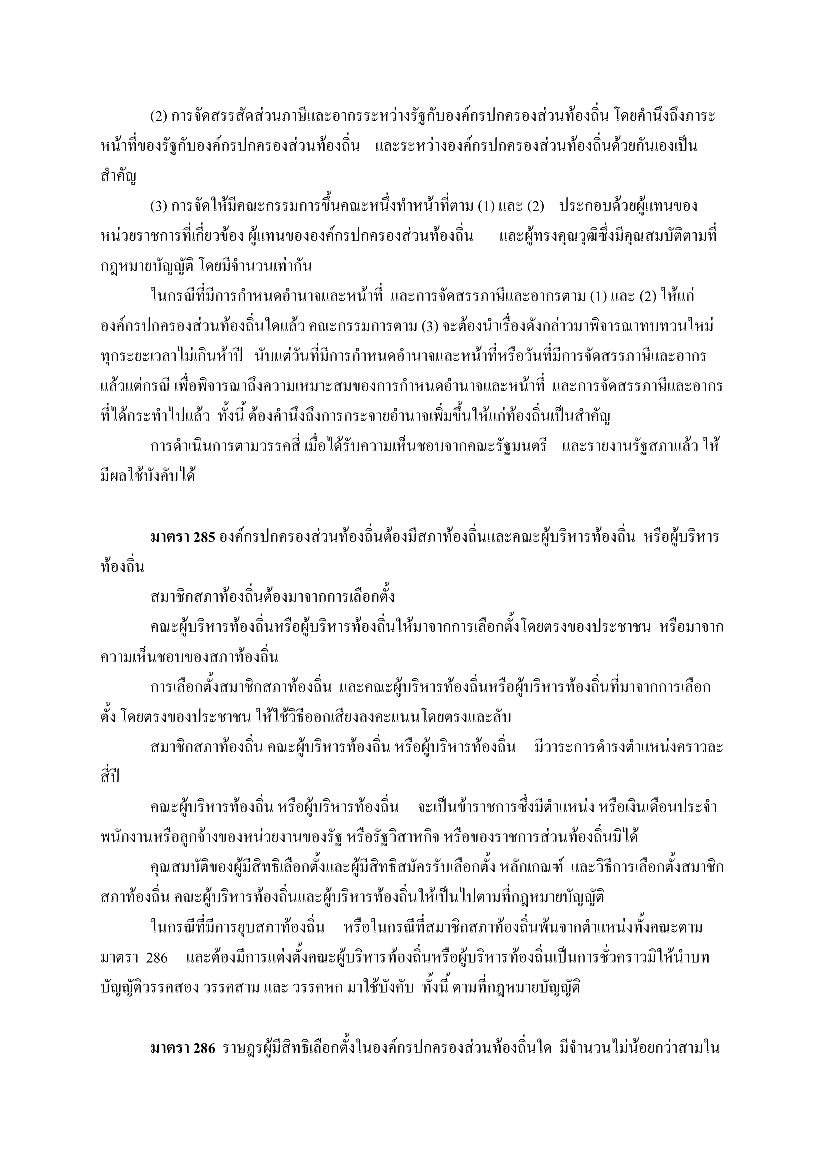 (2) การจัดสรรสัดส่วนภาษีและอากรระหว่างรัฐกับองค์กรปกครองส่วนท้องถิ่น โดยคำนึงถึงภาระ
หน้าที่ของรัฐกับองค์กรปกครองส่วนท้องถิ่น และระหว่างองค์กรปกครองส่วนท้องถิ่นด้วยกันเองเป็น
สำคัญ
(3) การจัดให้มีคณะกรรมการขึ้นคณะหนึ่งทำหน้าที่ตาม (1) และ (2) ประกอบด้วยผู้แทนของ
หน่วยราชการที่เกี่ยวข้อง ผู้แทนขององค์กรปกครองส่วนท้องถิ่น และผู้ทรงคุณวุฒิซึ่งมีคุณสมบัติตามที่
กฎหมายบัญญัติ โดยมีจำนวนเท่ากัน
ในกรณีที่มีการกำหนดอำนาจและหน้าที่ และการจัดสรรภาษีและอากรตาม (1) และ (2) ให้แก่
องค์กรปกครองส่วนท้องถิ่นใดแล้ว คณะกรรมการตาม (3) จะต้องนำเรื่องดังกล่าวมาพิจารณาทบทวนใหม่
ทุกระยะเวลาไม่เกินห้าปี นับแต่วันที่มีการกำหนดอำนาจและหน้าที่หรือวันที่มีการจัดสรรภาษีและอากร
แล้วแต่กรณี เพื่อพิจารณาถึงความเหมาะสมของการกำหนดอำนาจและหน้าที่ และการจัดสรรภาษีและอากร
ที่ได้กระทำไปแล้ว ทั้งนี้ ต้องคำนึงถึงการกระจายอำนาจเพิ่มขึ้นให้แก่ท้องถิ่นเป็นสำคัญ
การดำเนินการตามวรรคสี่ เมื่อได้รับความเห็นชอบจากคณะรัฐมนตรี และรายงานรัฐสภาแล้ว ให้
มีผลใช้บังคับได้
มาตรา 285 องค์กรปกครองส่วนท้องถิ่นต้องมีสภาท้องถิ่นและคณะผู้บริหารท้องถิ่น หรือผู้บริหาร
ท้องถิ่น
สมาชิกสภาท้องถิ่นต้องมาจากการเลือกตั้ง
คณะผู้บริหารท้องถิ่นหรือผู้บริหารท้องถิ่นให้มาจากการเลือกตั้งโดยตรงของประชาชน หรือมาจาก
ความเห็นชอบของสภาท้องถิ่น
การเลือกตั้งสมาชิกสภาท้องถิ่น และคณะผู้บริหารท้องถิ่นหรือผู้บริหารท้องถิ่นที่มาจากการเลือก
ตั้ง โดยตรงของประชาชน ให้ใช้วิธีออกเสียงลงคะแนนโดยตรงและลับ
สมาชิกสภาท้องถิ่น คณะผู้บริหารท้องถิ่น หรือผู้บริหารท้องถิ่น มีวาระการดำรงตำแหน่งคราวละ
สี่ปี
คณะผู้บริหารท้องถิ่น หรือผู้บริหารท้องถิ่น จะเป็นข้าราชการซึ่งมีตำแหน่ง หรือเงินเดือนประจำ
พนักงานหรือลูกจ้างของหน่วยงานของรัฐ หรือรัฐวิสาหกิจ หรือของราชการส่วนท้องถิ่นมิได้
คุณสมบัติของผู้มีสิทธิเลือกตั้งและผู้มีสิทธิสมัครรับเลือกตั้ง หลักเกณฑ์ และวิธีการเลือกตั้งสมาชิก
สภาท้องถิ่น คณะผู้บริหารท้องถิ่นและผู้บริหารท้องถิ่นให้เป็นไปตามที่กฎหมายบัญญัติ
ในกรณีที่มีการยุบสภาท้องถิ่น หรือในกรณีที่สมาชิกสภาท้องถิ่นพ้นจากตำแหน่งทั้งคณะตาม
มาตรา 286 และต้องมีการแต่งตั้งคณะผู้บริหารท้องถิ่นหรือผู้บริหารท้องถิ่นเป็นการชั่วคราวมิให้นำบท
บัญญัติวรรคสอง วรรคสาม และ วรรคหก มาใช้บังคับ ทั้งนี้ ตามที่กฎหมายบัญญัติ
มาตรา 286 ราษฎรผู้มีสิทธิเลือกตั้งในองค์กรปกครองส่วนท้องถิ่นใด มีจำนวนไม่น้อยกว่าสามใน